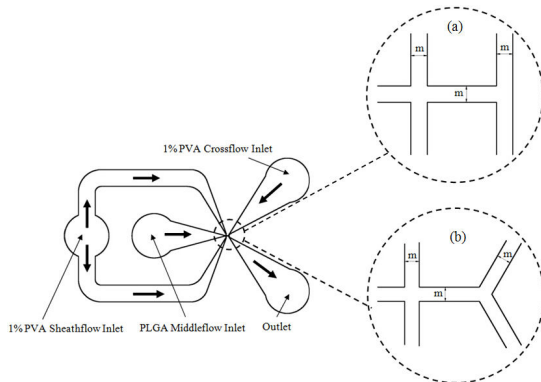 (a)
m
m
m
1% PVA Crossflow Inlet
(b)
m
m
m
1% PVA Sheathflow Inlet
PLGA Middleflow Inlet
Outlet